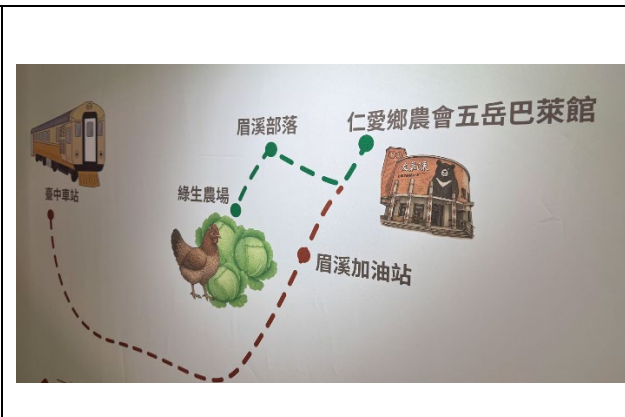 仁愛鄉農會五岳巴萊館
眉溪部落
臺中車站
綠生農場
眉溪加油站